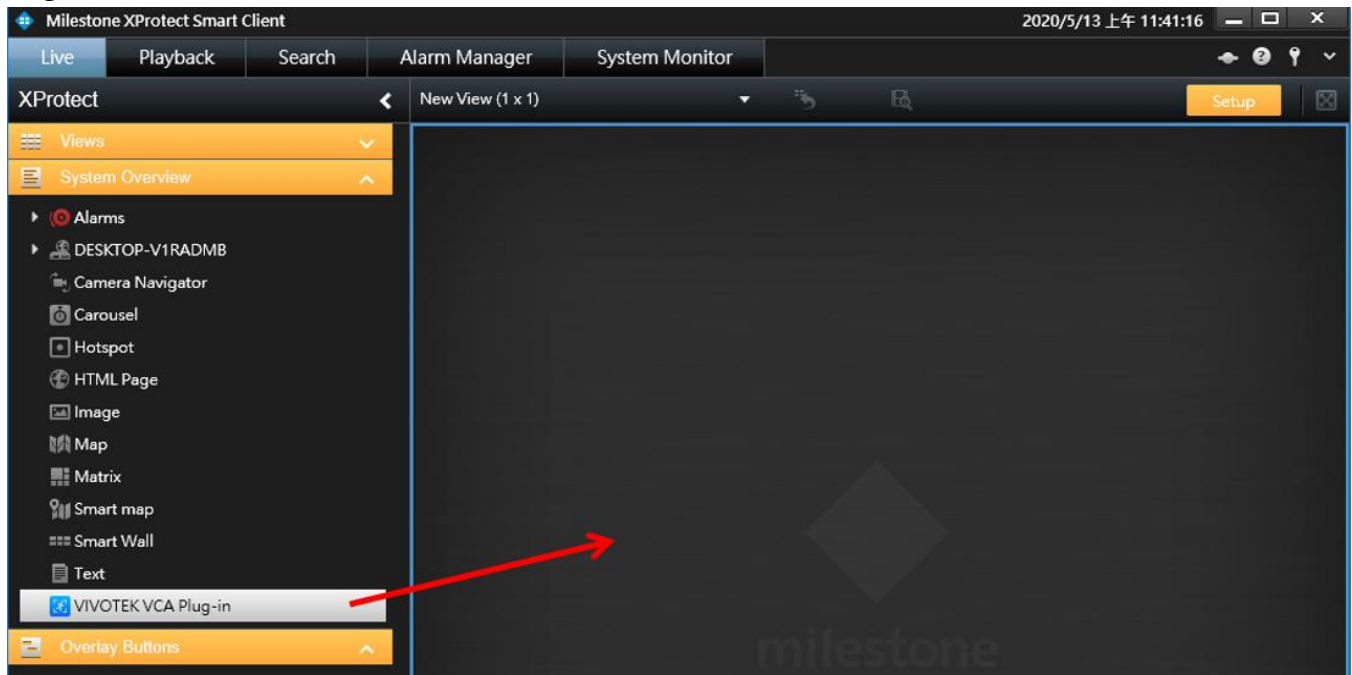 Milestone XProtect Smart Client
2020/5/13 上午 11:41:16
Live Playback Search Alarm Manager System Monitor
XProtect
New View (1 x 1)
Setup
Views
System Overview
Alarms
DESKTOP-V1RADMB
Camera Navigator
Carousel
Hotspot
HTML Page
Image
Map
Matrix
Smart map
Smart Wall
Text
VIVOTEK VCA Plug-in
Overlay Buttons
milestone